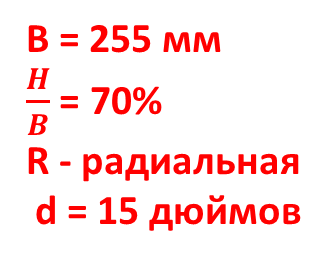 B = 255 мм
H/B = 70%
R - радиальная
d = 15 дюймов